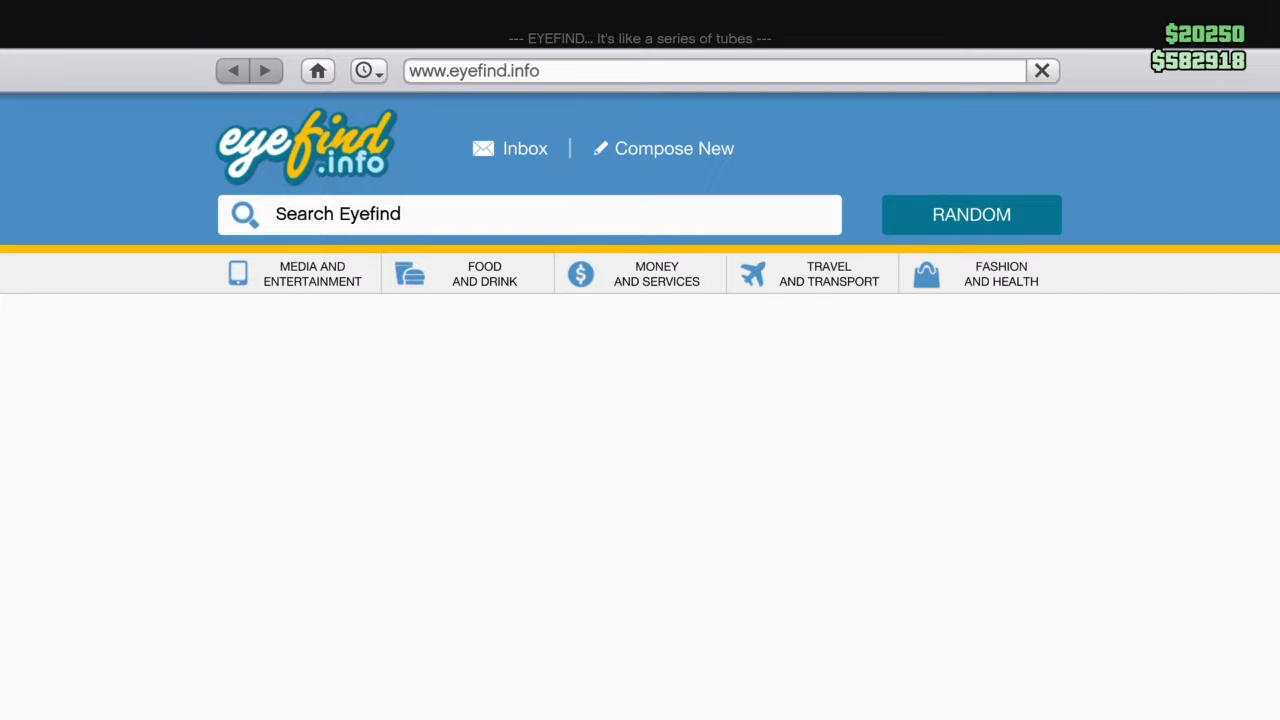 --- EYEFIND... It's like a series of tubes ---
$20250
$582918
www.eyefind.info
eyefind
.info
Inbox
Compose New
Search Eyefind
RANDOM
MEDIA AND
ENTERTAINMENT
FOOD
AND DRINK
MONEY
AND SERVICES
TRAVEL
AND TRANSPORT
FASHION
AND HEALTH